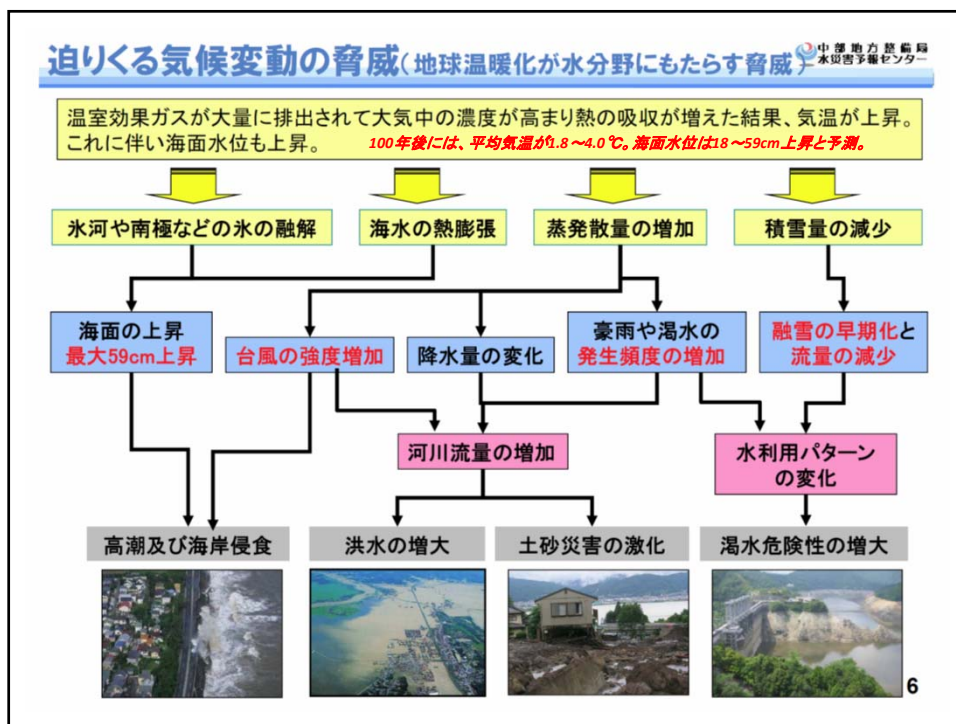 迫りくる気候変動の脅威(地球温暖化が水分野にもたらす脅威)
中部地方整備局
水災害予報センター
温室効果ガスが大量に排出されて大気中の濃度が高まり熱の吸収が増えた結果、気温が上昇。
これに伴い海面水位も上昇。
100年後には、平均気温が1.8~4.0℃。海面水位は18~59cm上昇と予測。
氷河や南極などの氷の融解
海水の熱膨張
蒸発散量の増加
積雪量の減少
海面の上昇
最大59cm上昇
台風の強度増加
降水量の変化
豪雨や渇水の
発生頻度の増加
融雪の早期化と
流量の減少
河川流量の増加
水利用パターン
の変化
高潮及び海岸侵食
洪水の増大
土砂災害の激化
渇水危険性の増大
6